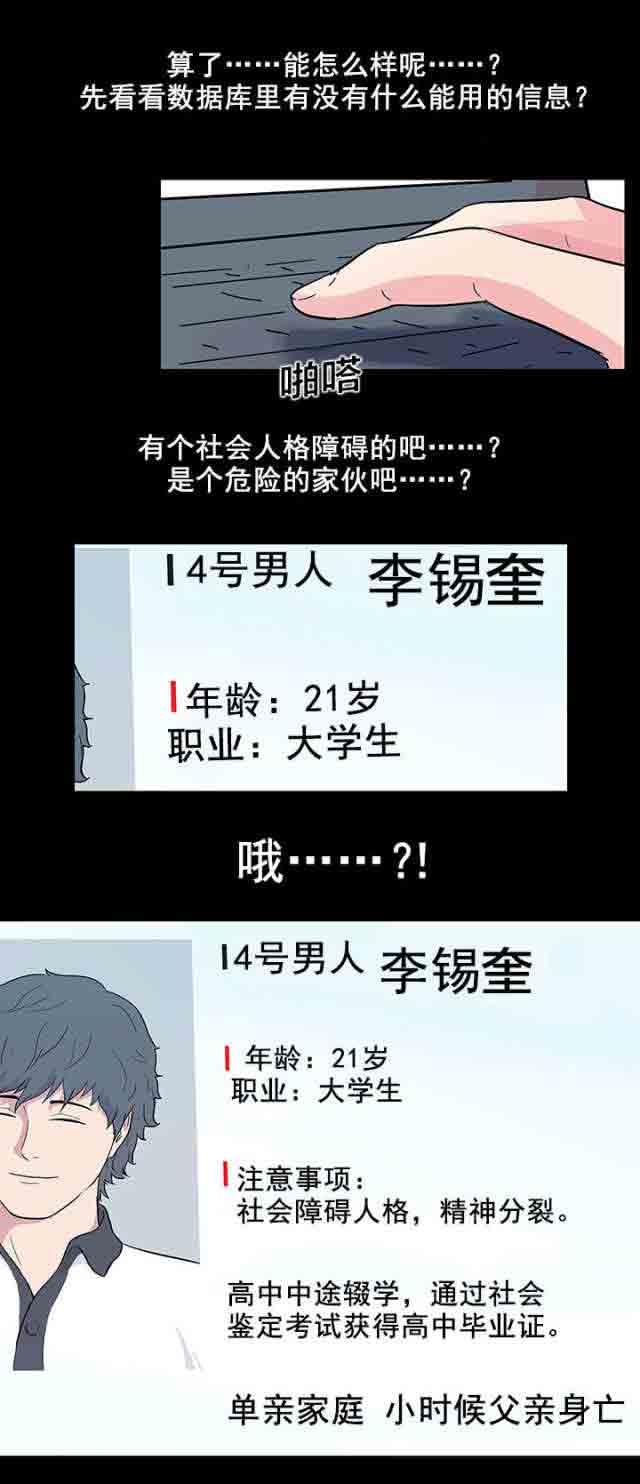 算了……能怎么样呢……?
先看看数据库里有没有什么能用的信息?
啪嗒
有个社会人格障碍的吧……?
是个危险的家伙吧……?
14号男人 李锡奎
年龄：21岁
职业：大学生
哦……?!
14号男人 李锡奎
年龄：21岁
职业：大学生
注意事项：
社会障碍人格，精神分裂。
高中中途辍学，通过社会
鉴定考试获得高中毕业证。
单亲家庭 小时候父亲身亡